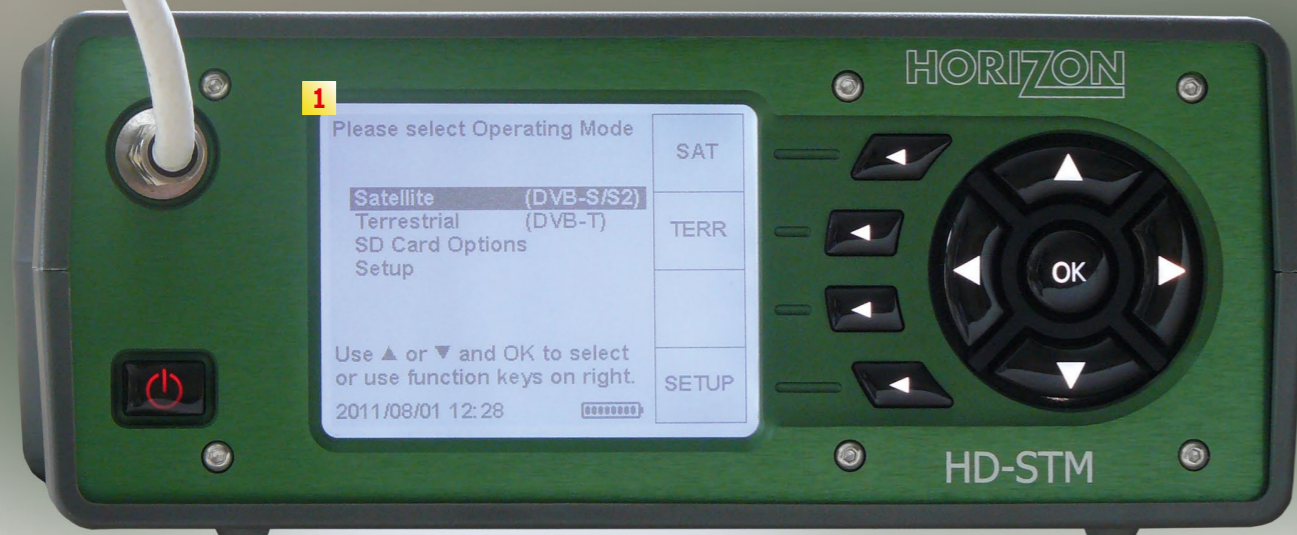 HORIZON
1
Please select Operating Mode
SAT
Satellite (DVB-S/S2)
Terrestrial (DVB-T)
TERR
SD Card Options
Setup
OK
Use ▲ or ▼ and OK to select
or use function keys on right.
SETUP
2011/08/01 12:28
HD-STM